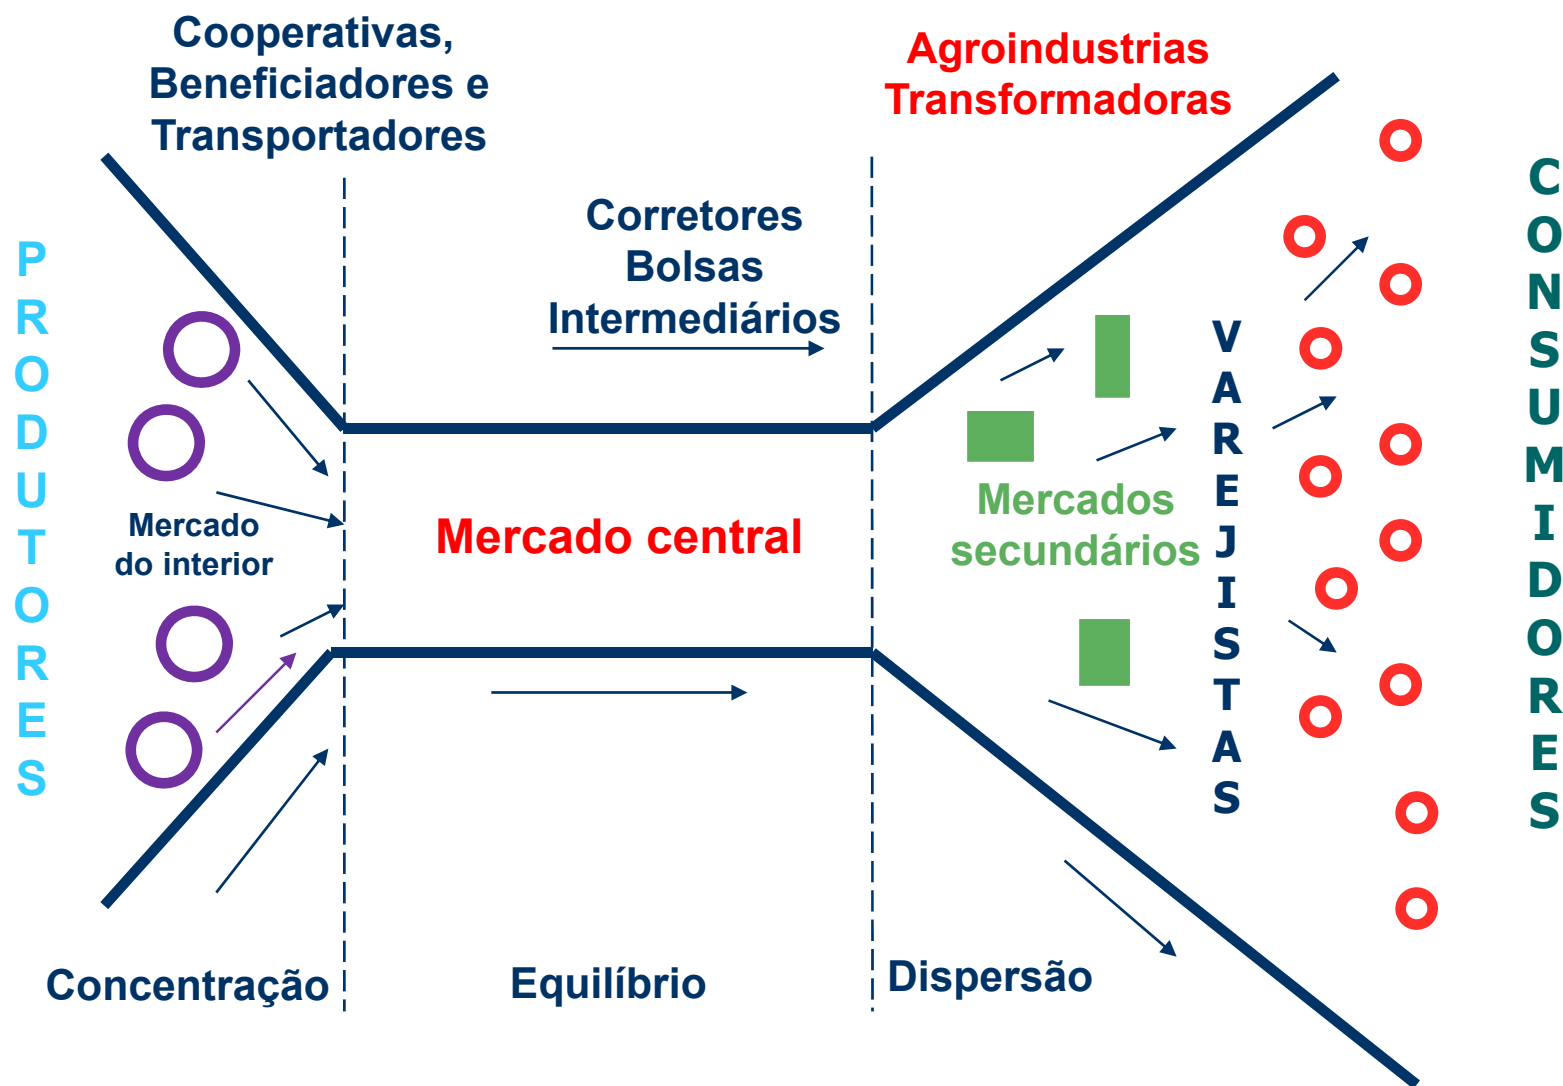 Cooperativas,
Beneficiadores e
Transportadores
Agroindustrias
Transformadoras
Corretores
Bolsas
Intermediários
PRODUTORES
Mercado
do interior
Mercado central
Mercados
secundários
VAREJISTAS
CONSUMIDORES
Concentração
Equilíbrio
Dispersão